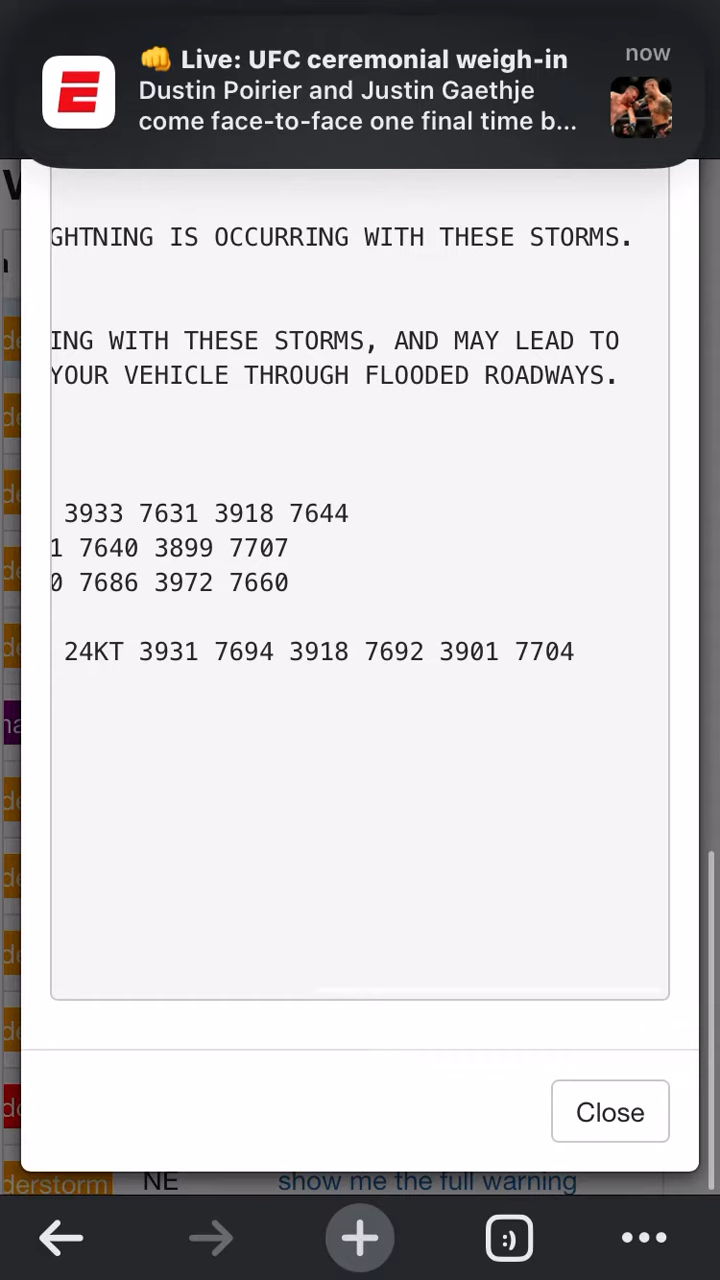 👊 Live: UFC ceremonial weigh-in
now
Dustin Poirier and Justin Gaethje
come face-to-face one final time b...
GHTNING IS OCCURRING WITH THESE STORMS.
ING WITH THESE STORMS, AND MAY LEAD TO
YOUR VEHICLE THROUGH FLOODED ROADWAYS.
3933 7631 3918 7644
1 7640 3899 7707
0 7686 3972 7660
24KT 3931 7694 3918 7692 3901 7704
Close
derstorm NE show me the full warning
:)